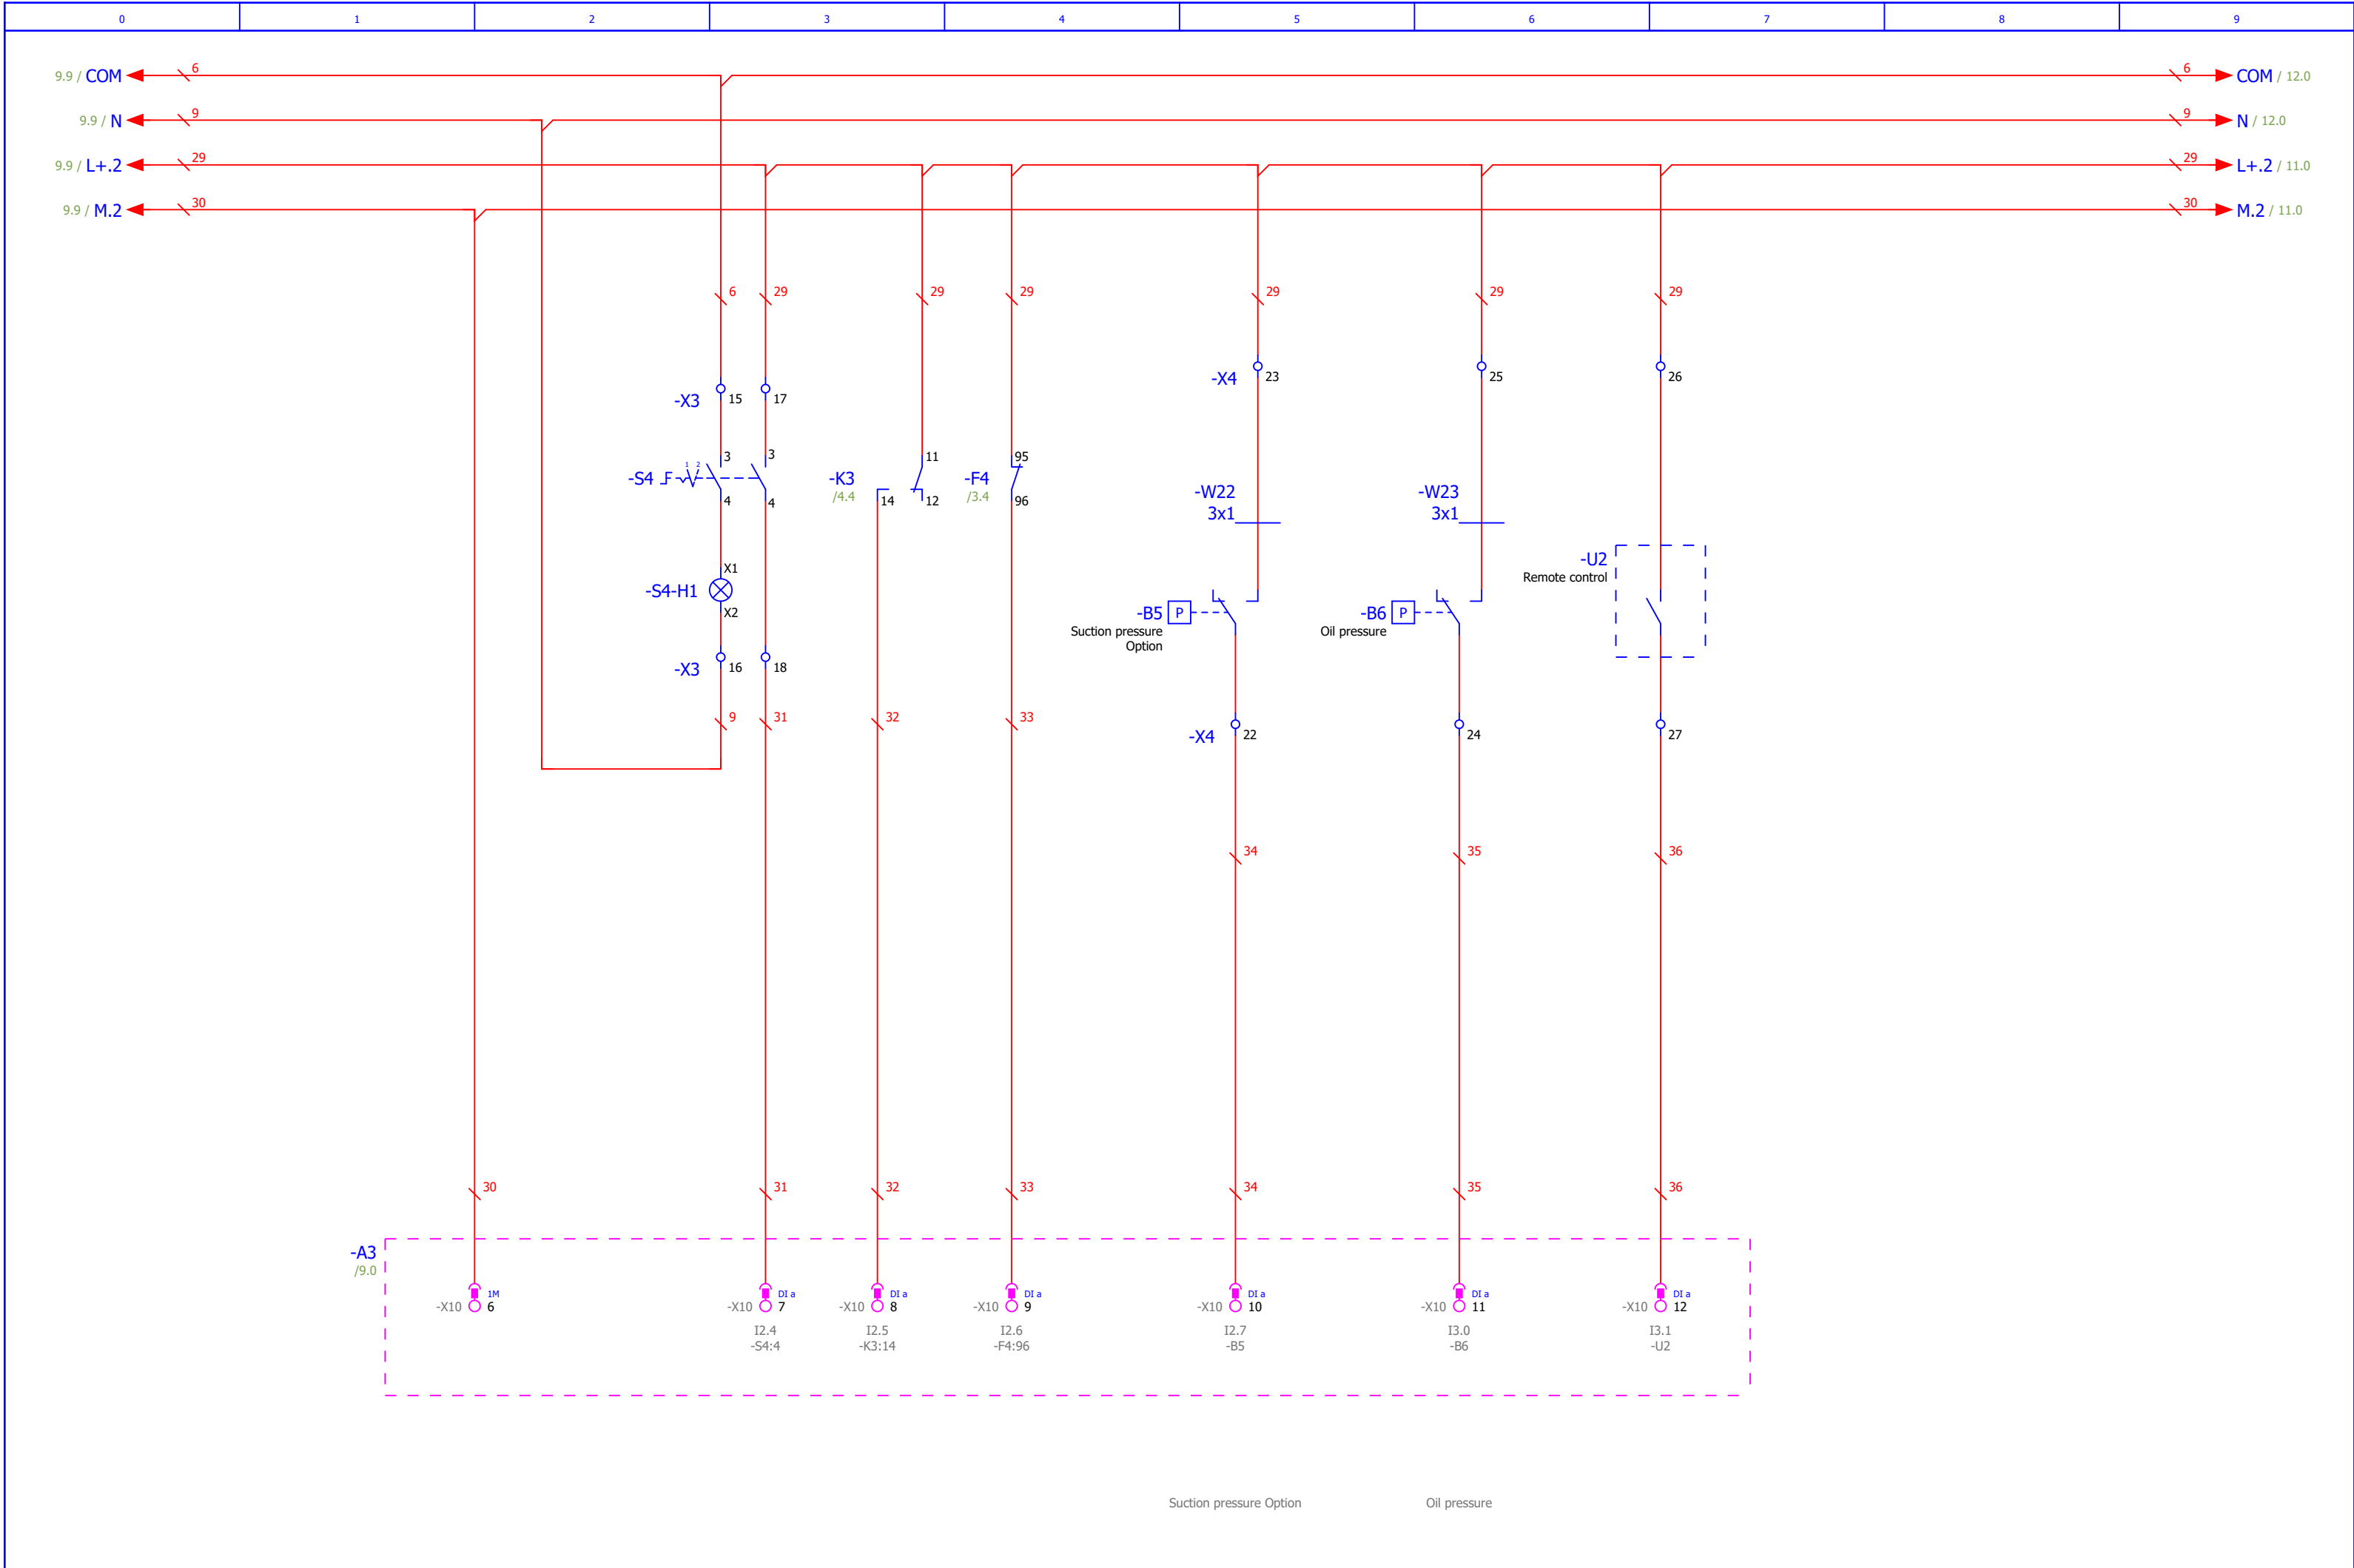 0 1 2 3 4 5 6 7 8 9
9.9 / COM 6 6 COM / 12.0
9.9 / N 9 9 N / 12.0
9.9 / L+.2 29 29 L+.2 / 11.0
9.9 / M.2 30 30 M.2 / 11.0
6 29 29 29 29 29 29
-X4 23 25 26
-X3 15 17
3 3 11 95
1 2
-S4 -K3 -F4
/4.4 /3.4
4 4 14 12 96
-W22 -W23
3x1 3x1
X1
-S4-H1
X2
-U2
Remote control
-B5 P -B6 P
Suction pressure Oil pressure
Option
-X3 16 18
9 31 32 33
-X4 22 24 27
34 35 36
30 31 32 33 34 35 36
-A3
/9.0
1M DI a DI a DI a DI a DI a DI a
-X10 6 -X10 7 -X10 8 -X10 9 -X10 10 -X10 11 -X10 12
I2.4 I2.5 I2.6 I2.7 I3.0 I3.1
-S4:4 -K3:14 -F4:96 -B5 -B6 -U2
Suction pressure Option Oil pressure